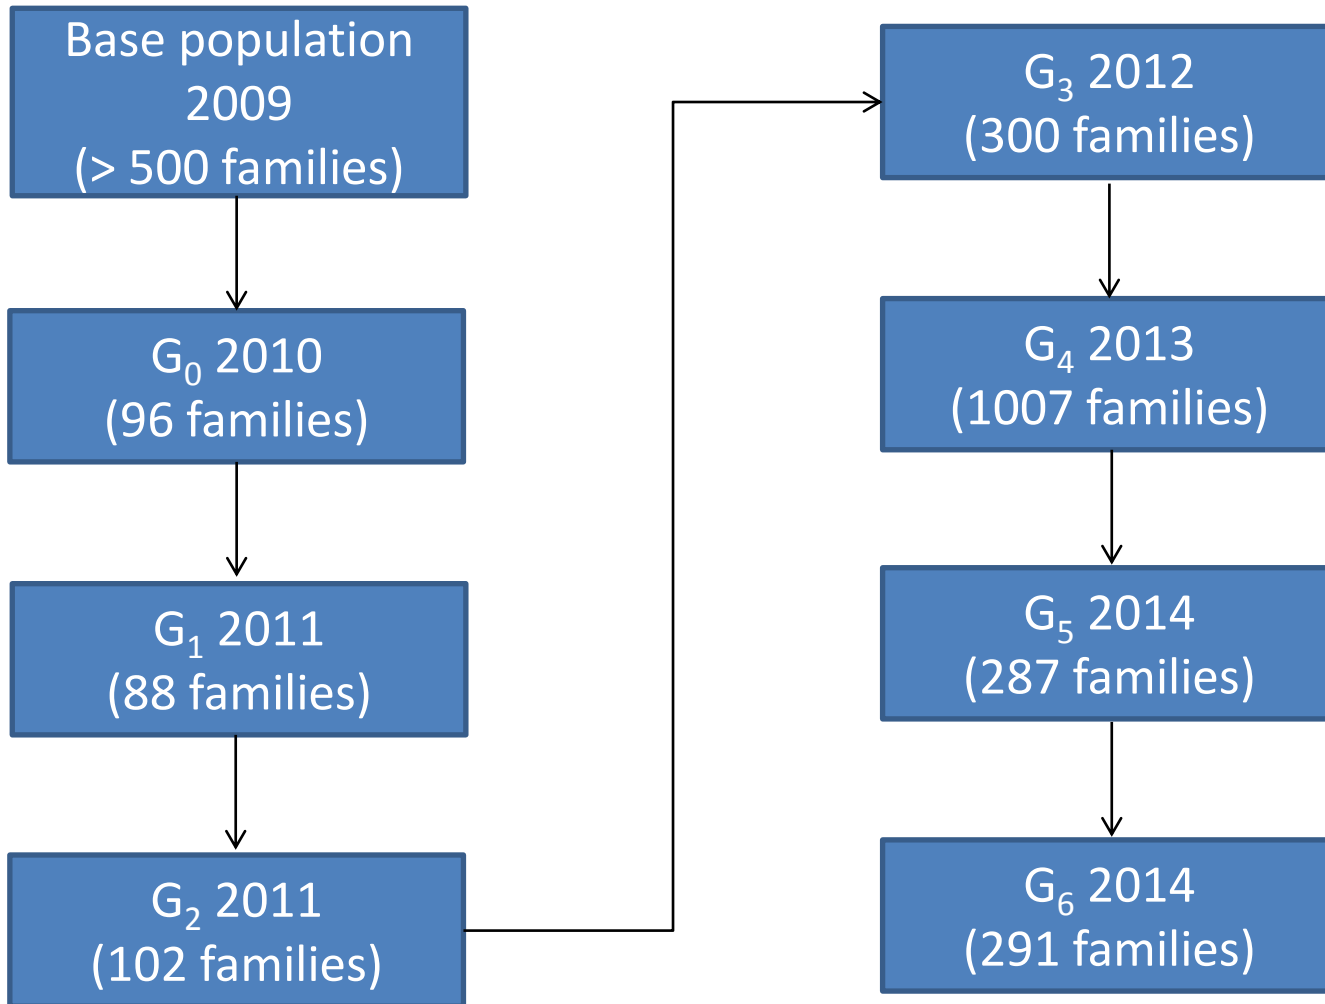 Base population
2009
(> 500 families)
G₀ 2010
(96 families)
G₁ 2011
(88 families)
G₂ 2011
(102 families)
G₃ 2012
(300 families)
G₄ 2013
(1007 families)
G₅ 2014
(287 families)
G₆ 2014
(291 families)